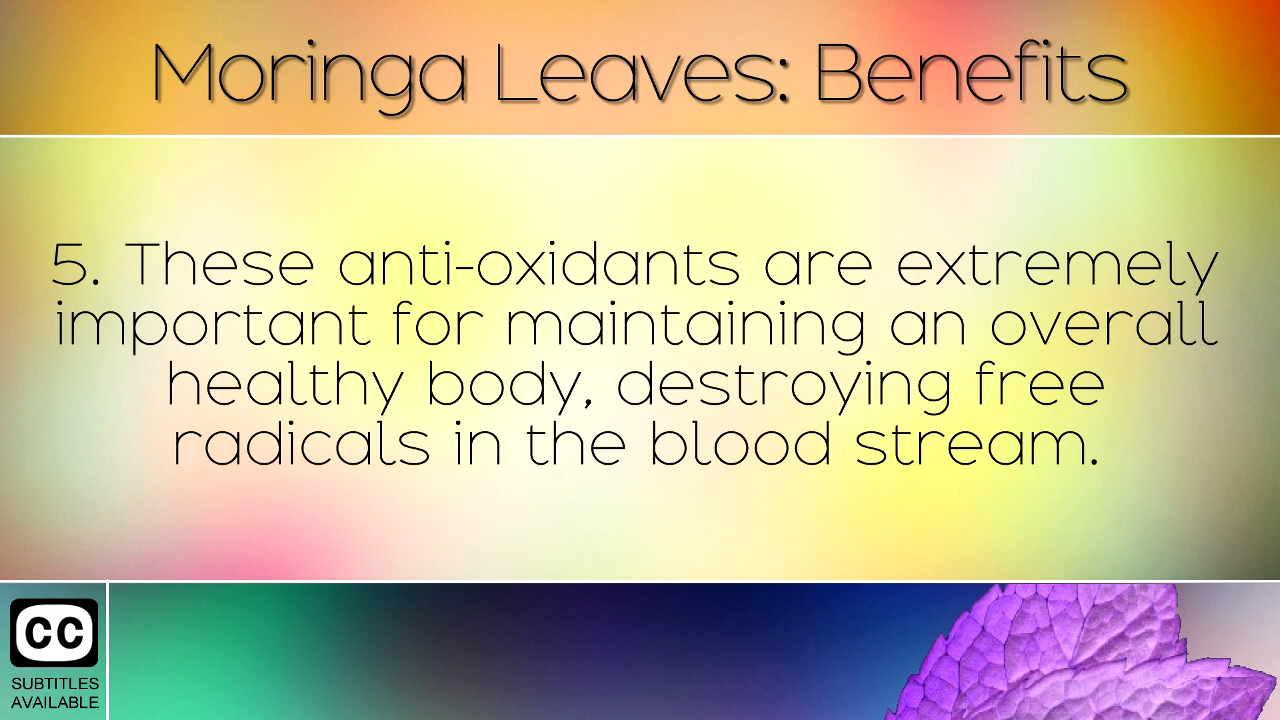 Moringa Leaves: Benefits
5. These anti-oxidants are extremely
important for maintaining an overall
healthy body, destroying free
radicals in the blood stream.
CC
SUBTITLES
AVAILABLE